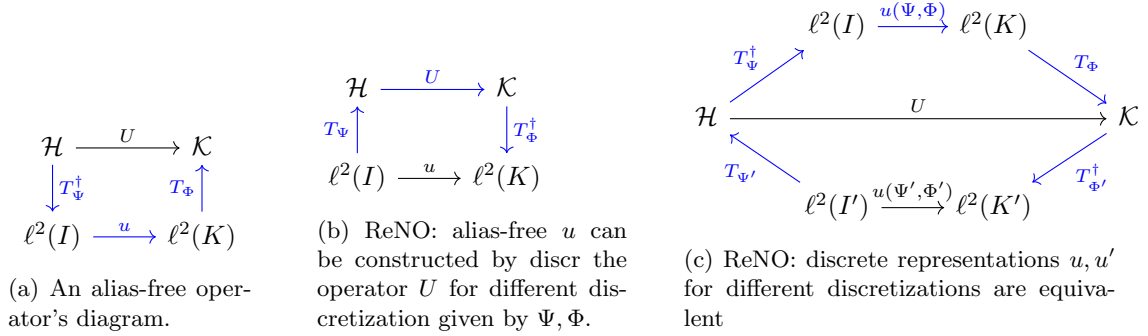 H U K
T†Ψ TΦ
ℓ²(I) u ℓ²(K)
(a) An alias-free oper-
ator's diagram.
H U K
TΨ T†Φ
ℓ²(I) u ℓ²(K)
(b) ReNO: alias-free u can
be constructed by discr the
operator U for different dis-
cretization given by Ψ, Φ.
ℓ²(I) u(Ψ,Φ) ℓ²(K)
T†Ψ TΦ
H U K
TΨ′ T†Φ′
ℓ²(I′) u(Ψ′,Φ′) ℓ²(K′)
(c) ReNO: discrete representations u, u′
for different discretizations are equiva-
lent